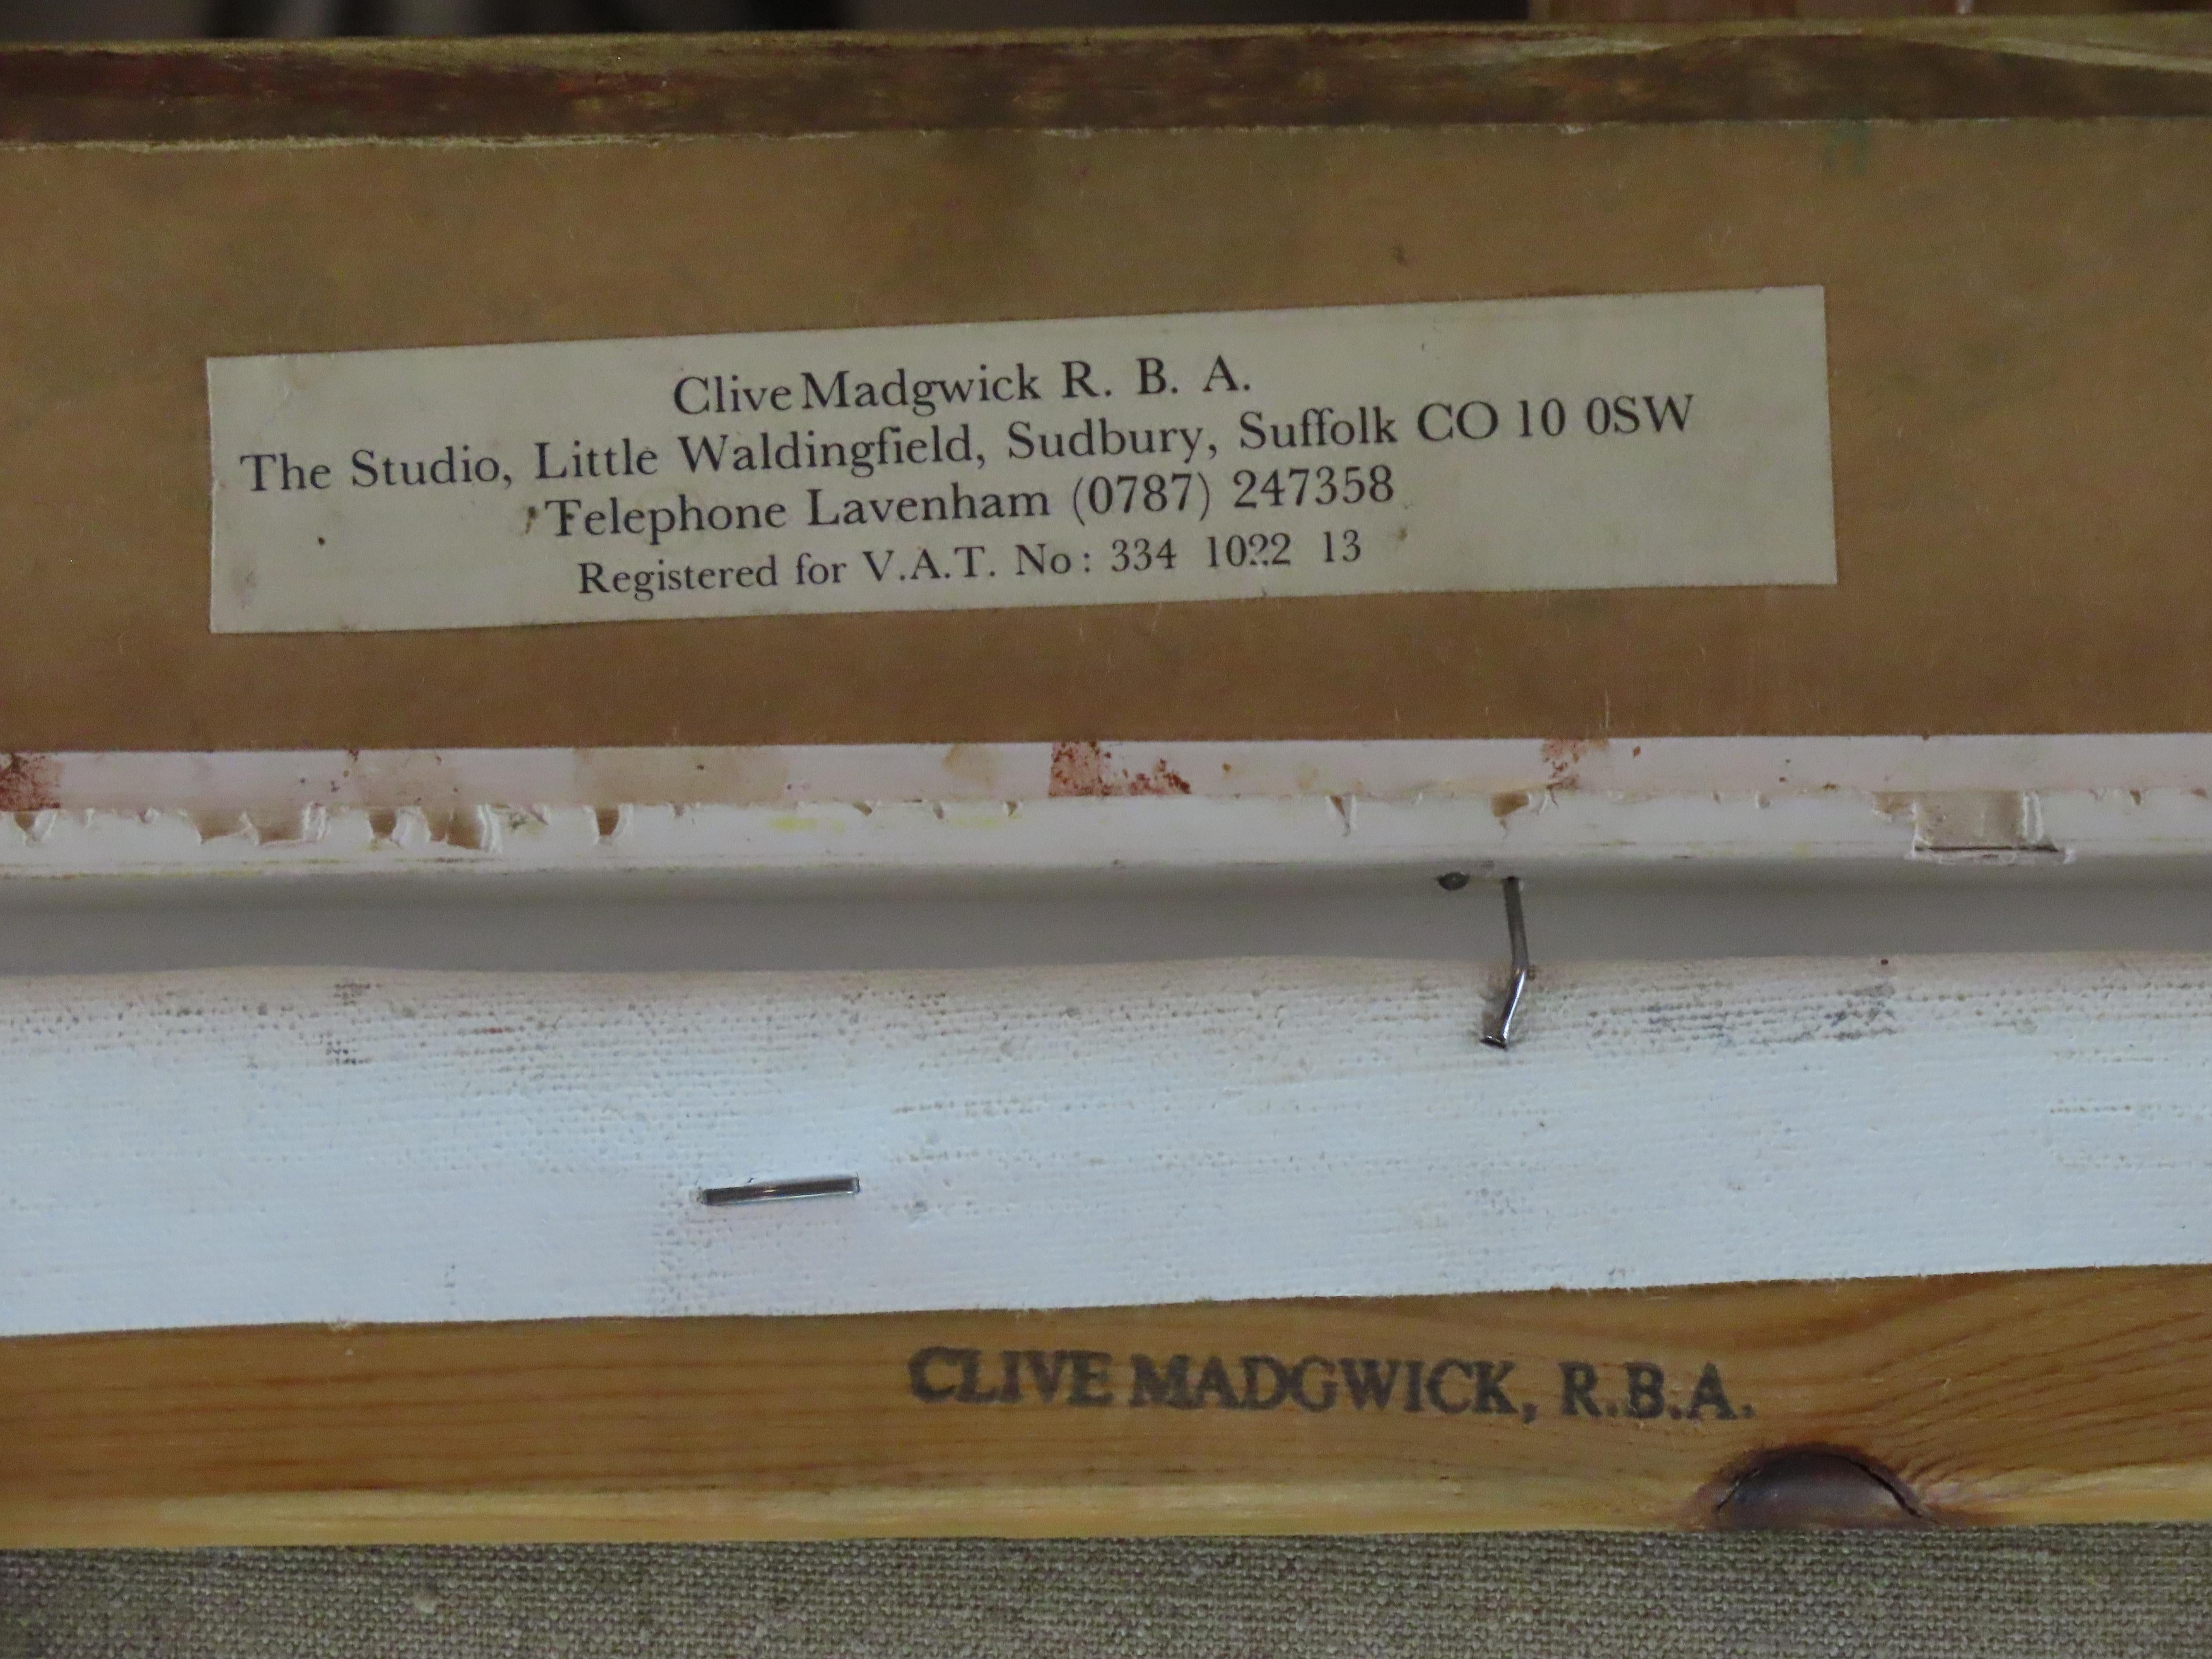 Clive Madgwick R. B. A.
The Studio, Little Waldingfield, Sudbury, Suffolk CO 10 0SW
Telephone Lavenham (0787) 247358
Registered for V.A.T. No: 334 1022 13
CLIVE MADGWICK, R.B.A.